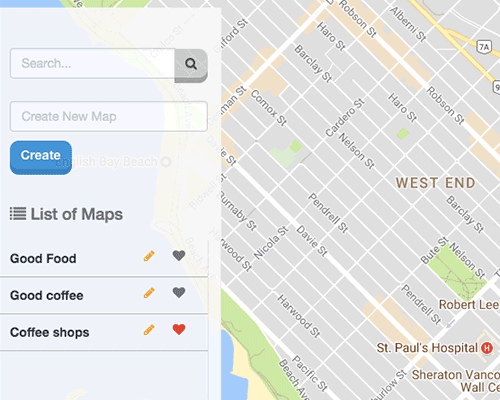 Search...
Create New Map
Create
English Bay Beach
List of Maps
Good Food
Good coffee
Coffee shops
Robson St
Alberni St
Haro St
Barclay St
7A
Comox St
Cardero St
Nelson St
Haro St
Robson St
WEST END
Barclay St
Pendrell St
Burnaby St
Harwood St
Nicola St
Davie St
Bute St
Nelson St
Pendrell St
Robert Lee
Harwood St
St. Paul's Hospital
H
Pacific St
Beach Ave
Sheraton Vanco
Wall Ce